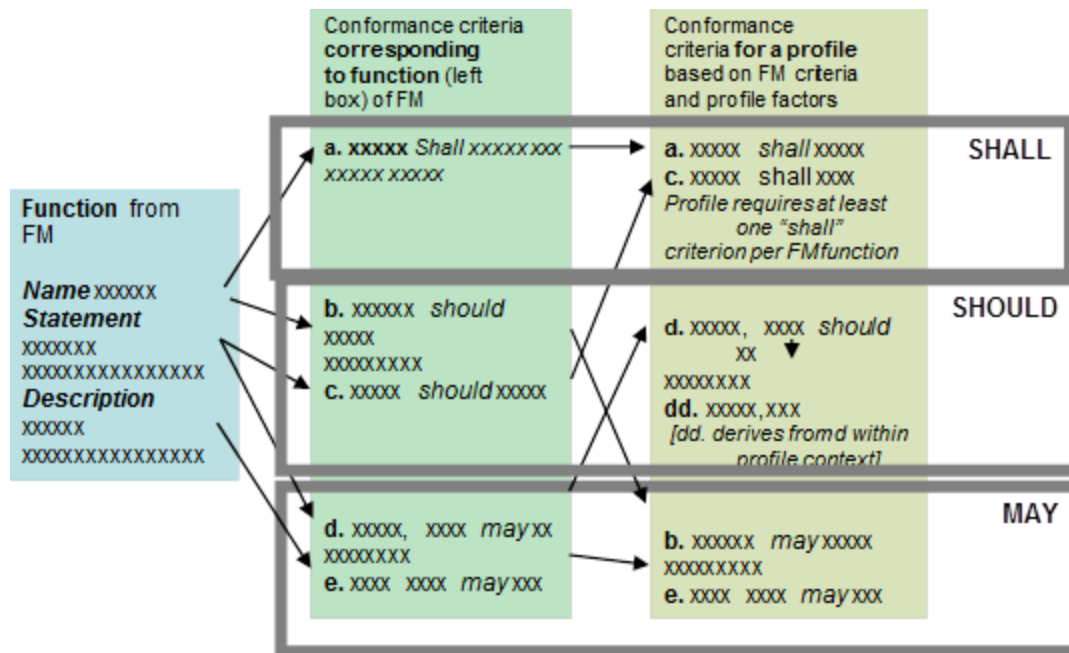 Conformance criteria
corresponding
to function (left
box) of FM
Conformance
criteria for a profile
based on FM criteria
and profile factors
SHALL
a. xxxxx Shall xxxxx xxx
xxxxx xxxxx
a. xxxxx shall xxxxx
c. xxxxx shall xxxx
Profile requires at least
one “shall”
criterion per FM function
Function from
FM
Name xxxxxx
Statement
xxxxxxx
xxxxxxxxxxxxxxxx
Description
xxxxxx
xxxxxxxxxxxxxxxx
SHOULD
b. xxxxxx should
xxxxx
xxxxxxxxx
c. xxxxx should xxxxx
d. xxxxx, xxxx should
xx
xxxxxxxx
dd. xxxxx,xxx
[dd. derives from d within
profile context]
MAY
d. xxxxx, xxxx may xx
xxxxxxxx
e. xxxx xxxx may xxx
b. xxxxxx may xxxxx
xxxxxxxxx
e. xxxx xxxx may xxx